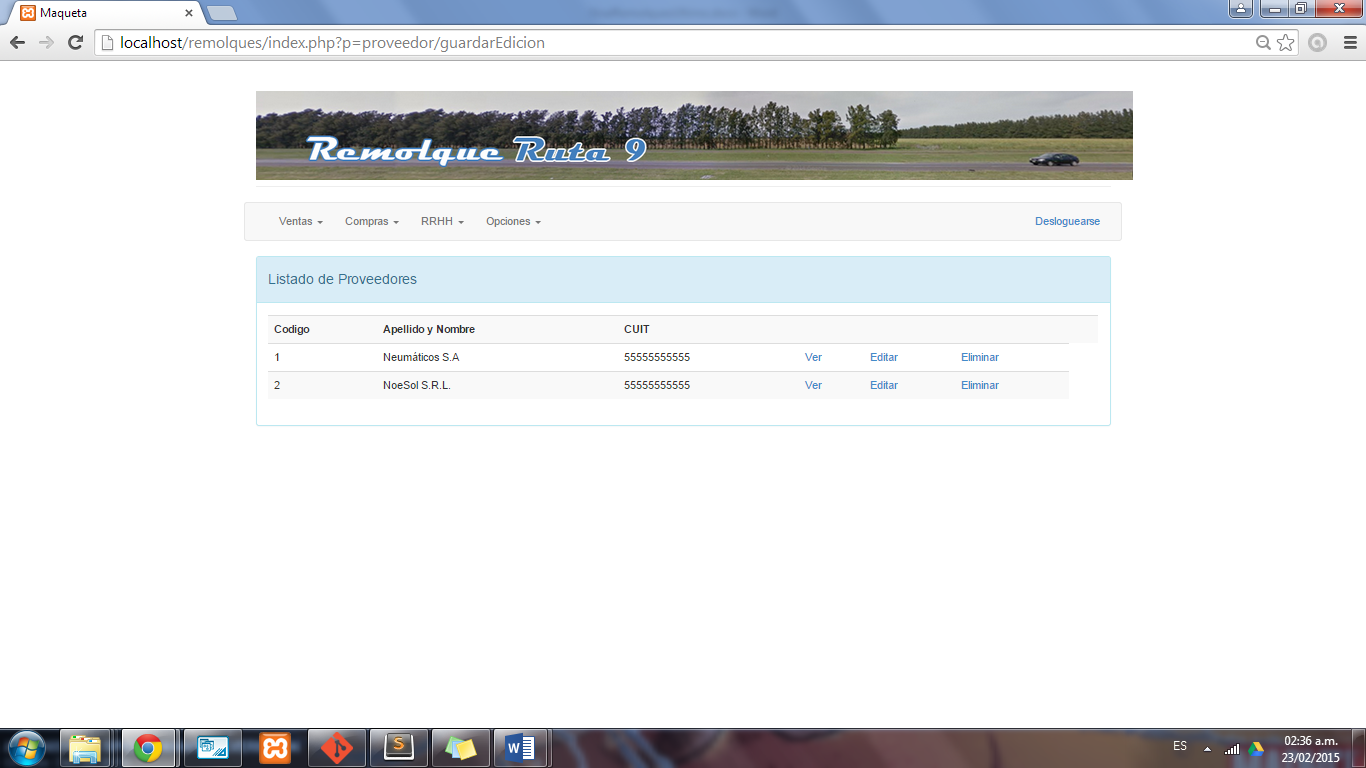 Maqueta
localhost/remolques/index.php?p=proveedor/guardarEdicion
Remolque Ruta 9
Ventas Compras RRHH Opciones Desloguearse
Listado de Proveedores
Codigo Apellido y Nombre CUIT
1 Neumáticos S.A 55555555555 Ver Editar Eliminar
2 NoeSol S.R.L. 55555555555 Ver Editar Eliminar
ES 02:36 a.m.
23/02/2015